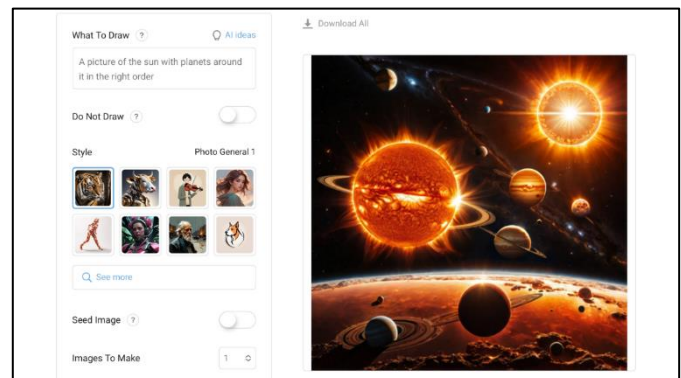 What To Draw ? AI ideas
A picture of the sun with planets around
it in the right order
Do Not Draw ?
Style Photo General 1
See more
Seed Image ?
Images To Make 1
Download All